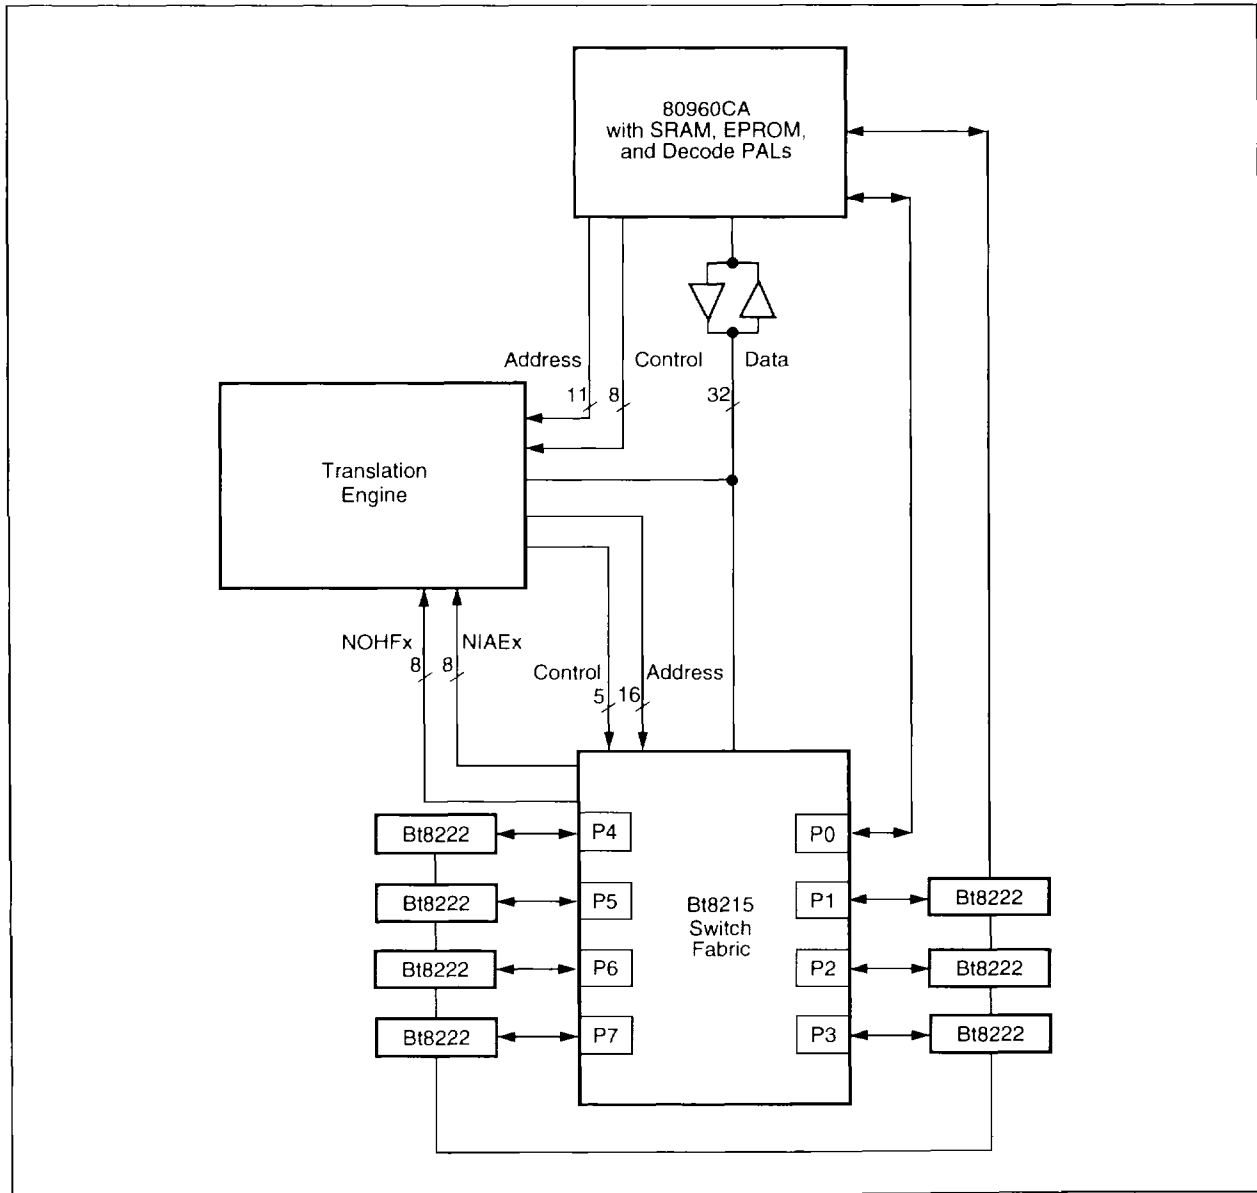 80960CA
with SRAM, EPROM,
and Decode PALs
Address Control Data
11 8 32
Translation
Engine
NOHFx NIAEx
8 8
Control Address
5 16
P4 P0
Bt8222
P5 P1
Bt8222 Bt8222
Bt8215
Switch
Fabric
P6 P2
Bt8222 Bt8222
P7 P3
Bt8222 Bt8222